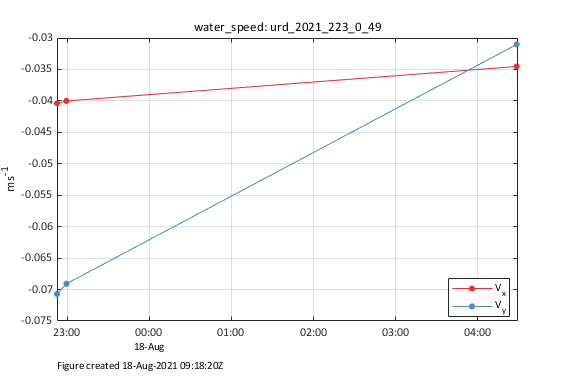 water_speed: urd_2021_223_0_49
-0.03
-0.035
-0.04
-0.045
-0.05
-0.055
-0.06
-0.065
-0.07
-0.075
ms-1
23:00 00:00 01:00 02:00 03:00 04:00
18-Aug
Vx
Vy
Figure created 18-Aug-2021 09:18:20Z